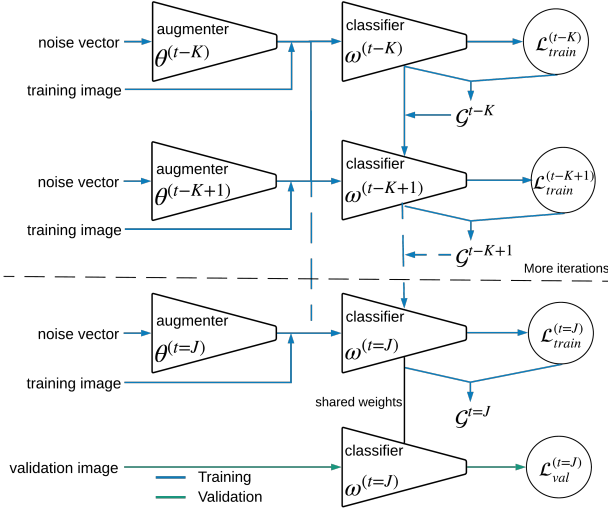 noise vector
augmenter
θ^(t-K)
classifier
ω^(t-K)
ℒ_train^(t-K)
training image
𝒢^t-K
noise vector
augmenter
θ^(t-K+1)
classifier
ω^(t-K+1)
ℒ_train^(t-K+1)
training image
𝒢^t-K+1
More iterations
noise vector
augmenter
θ^(t=J)
classifier
ω^(t=J)
ℒ_train^(t=J)
training image
shared weights
𝒢^t=J
validation image
classifier
ω^(t=J)
ℒ_val^(t=J)
Training
Validation